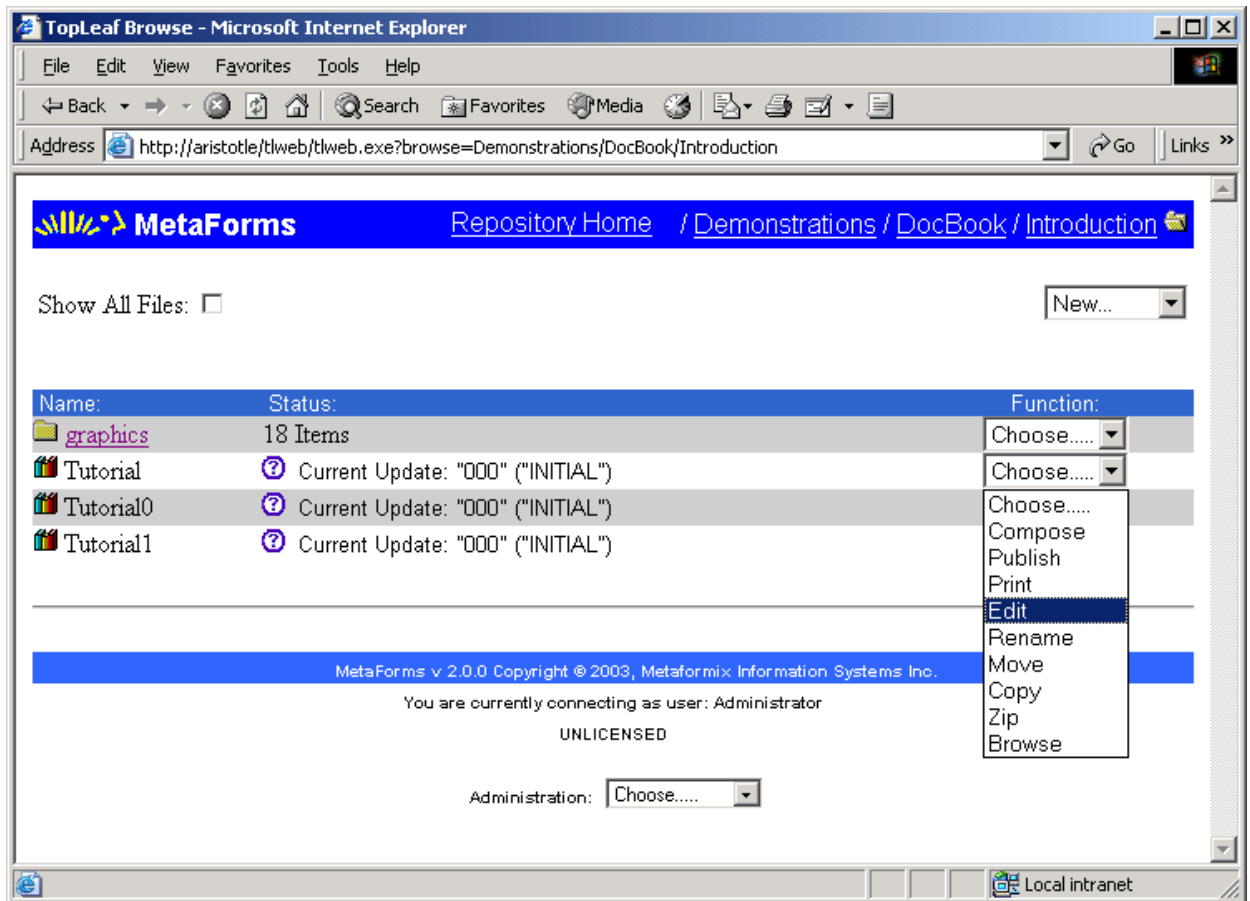 TopLeaf Browse - Microsoft Internet Explorer
File Edit View Favorites Tools Help
Back Search Favorites Media
Address http://aristotle/tlweb/tlweb.exe?browse=Demonstrations/DocBook/Introduction Go Links »
MetaForms Repository Home / Demonstrations / DocBook / Introduction
Show All Files: New...
Name: Status: Function:
graphics 18 Items Choose.....
Tutorial ? Current Update: "000" ("INITIAL") Choose.....
Tutorial0 ? Current Update: "000" ("INITIAL")
Tutorial1 ? Current Update: "000" ("INITIAL")
Choose.....
Compose
Publish
Print
Edit
Rename
Move
Copy
Zip
Browse
MetaForms v 2.0.0 Copyright © 2003, Metaformix Information Systems Inc.
You are currently connecting as user: Administrator
UNLICENSED
Administration: Choose.....
Local intranet